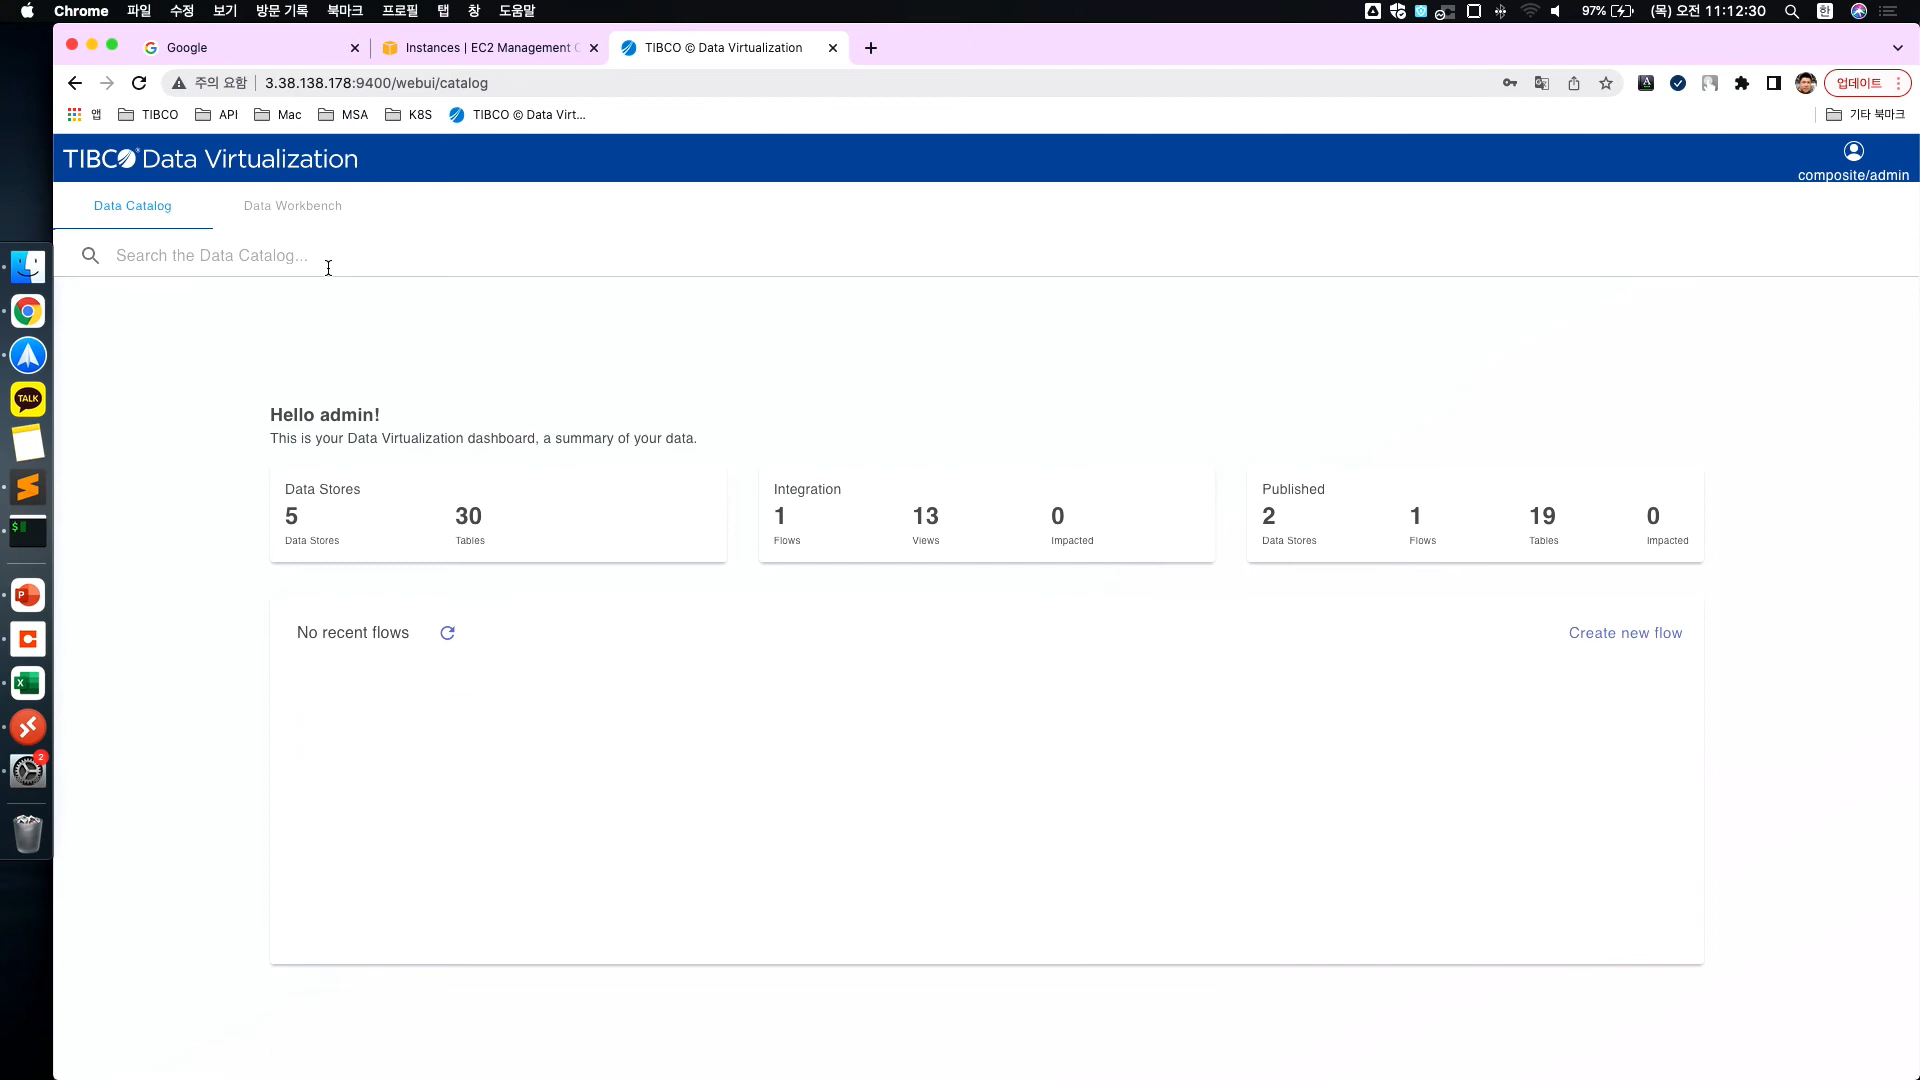 Chrome 파일 수정 보기 방문 기록 북마크 프로필 탭 창 도움말 97% (목) 오전 11:12:30 한
Google Instances | EC2 Management C TIBCO © Data Virtualization
주의 요함 3.38.138.178:9400/webui/catalog 업데이트
앱 TIBCO API Mac MSA K8S TIBCO © Data Virt... 기타 북마크
TIBCO® Data Virtualization
composite/admin
Data Catalog Data Workbench
Search the Data Catalog...
TALK
Hello admin!
This is your Data Virtualization dashboard, a summary of your data.
Data Stores Integration Published
5 30 1 13 0 2 1 19 0
Data Stores Tables Flows Views Impacted Data Stores Flows Tables Impacted
No recent flows Create new flow
2